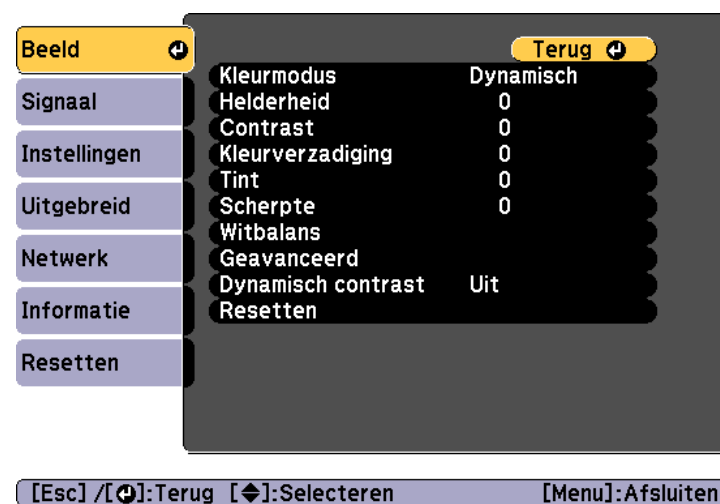 Beeld
Signaal
Instellingen
Uitgebreid
Netwerk
Informatie
Resetten
Terug
Kleurmodus Dynamisch
Helderheid 0
Contrast 0
Kleurverzadiging 0
Tint 0
Scherpte 0
Witbalans
Geavanceerd
Dynamisch contrast Uit
Resetten
[Esc] /[⏎]:Terug [◆]:Selecteren [Menu]:Afsluiten